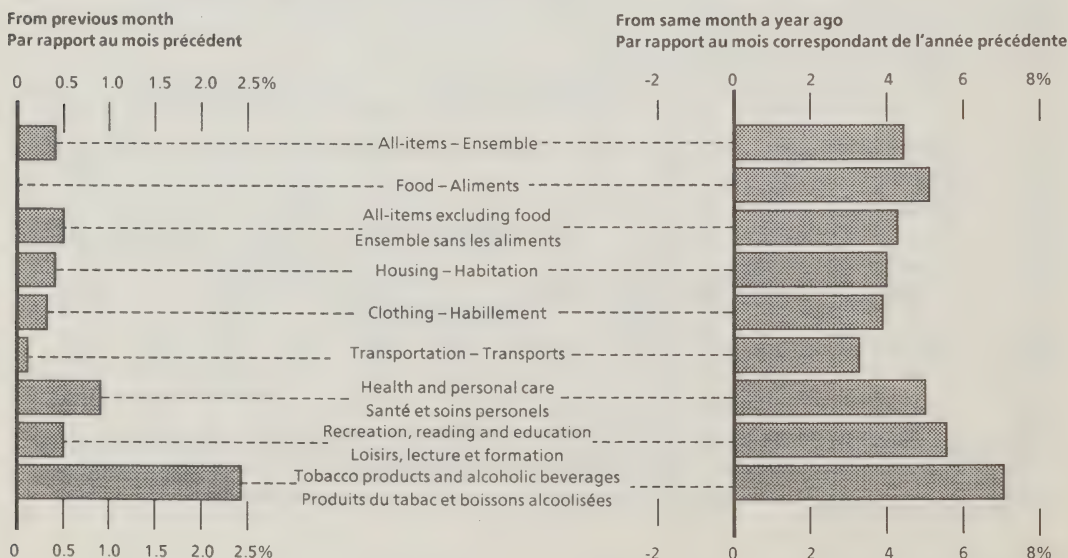 From previous month
Par rapport au mois précédent
From same month a year ago
Par rapport au mois correspondant de l'année précédente
0 0.5 1.0 1.5 2.0 2.5%
-2 0 2 4 6 8%
All-items – Ensemble
Food – Aliments
All-items excluding food
Ensemble sans les aliments
Housing – Habitation
Clothing – Habillement
Transportation – Transports
Health and personal care
Santé et soins personels
Recreation, reading and education
Loisirs, lecture et formation
Tobacco products and alcoholic beverages
Produits du tabac et boissons alcoolisées
0 0.5 1.0 1.5 2.0 2.5%
-2 0 2 4 6 8%